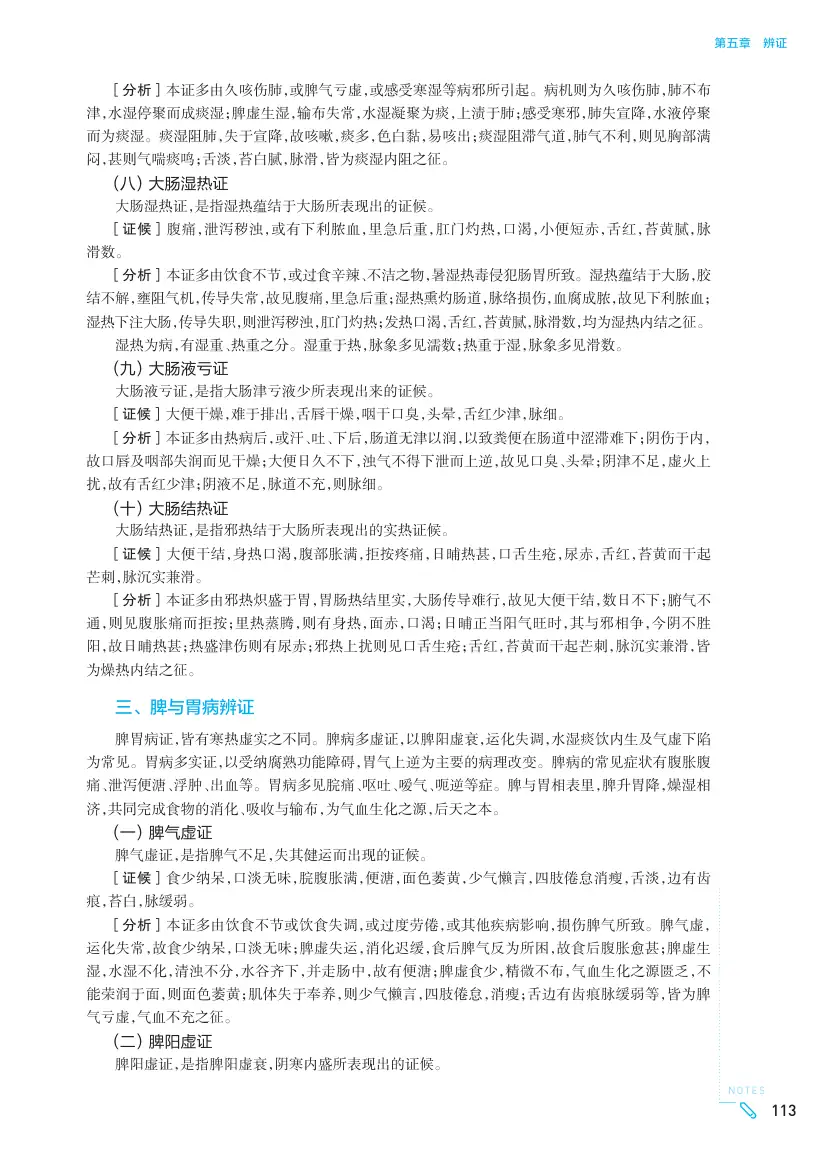 第五章 辨证
［分析］本证多由久咳伤肺,或脾气亏虚,或感受寒湿等病邪所引起。病机则为久咳伤肺,肺不布
津,水湿停聚而成痰湿;脾虚生湿,输布失常,水湿凝聚为痰,上渍于肺;感受寒邪,肺失宣降,水液停聚
而为痰湿。痰湿阻肺,失于宣降,故咳嗽,痰多,色白黏,易咳出;痰湿阻滞气道,肺气不利,则见胸部满
闷,甚则气喘痰鸣;舌淡,苔白腻,脉滑,皆为痰湿内阻之征。
（八）大肠湿热证
大肠湿热证,是指湿热蕴结于大肠所表现出的证候。
［证候］腹痛,泄泻秽浊,或有下利脓血,里急后重,肛门灼热,口渴,小便短赤,舌红,苔黄腻,脉
滑数。
［分析］本证多由饮食不节,或过食辛辣、不洁之物,暑湿热毒侵犯肠胃所致。湿热蕴结于大肠,胶
结不解,壅阻气机,传导失常,故见腹痛,里急后重;湿热熏灼肠道,脉络损伤,血腐成脓,故见下利脓血;
湿热下注大肠,传导失职,则泄泻秽浊,肛门灼热;发热口渴,舌红,苔黄腻,脉滑数,均为湿热内结之征。
湿热为病,有湿重、热重之分。湿重于热,脉象多见濡数;热重于湿,脉象多见滑数。
（九）大肠液亏证
大肠液亏证,是指大肠津亏液少所表现出来的证候。
［证候］大便干燥,难于排出,舌唇干燥,咽干口臭,头晕,舌红少津,脉细。
［分析］本证多由热病后,或汗、吐、下后,肠道无津以润,以致粪便在肠道中涩滞难下;阴伤于内,
故口唇及咽部失润而见干燥;大便日久不下,浊气不得下泄而上逆,故见口臭、头晕;阴津不足,虚火上
扰,故有舌红少津;阴液不足,脉道不充,则脉细。
（十）大肠结热证
大肠结热证,是指邪热结于大肠所表现出的实热证候。
［证候］大便干结,身热口渴,腹部胀满,拒按疼痛,日晡热甚,口舌生疮,尿赤,舌红,苔黄而干起
芒刺,脉沉实兼滑。
［分析］本证多由邪热炽盛于胃,胃肠热结里实,大肠传导难行,故见大便干结,数日不下;腑气不
通,则见腹胀痛而拒按;里热蒸腾,则有身热,面赤,口渴;日晡正当阳气旺时,其与邪相争,今阴不胜
阳,故日晡热甚;热盛津伤则有尿赤;邪热上扰则见口舌生疮;舌红,苔黄而干起芒刺,脉沉实兼滑,皆
为燥热内结之征。
三、脾与胃病辨证
脾胃病证,皆有寒热虚实之不同。脾病多虚证,以脾阳虚衰,运化失调,水湿痰饮内生及气虚下陷
为常见。胃病多实证,以受纳腐熟功能障碍,胃气上逆为主要的病理改变。脾病的常见症状有腹胀腹
痛、泄泻便溏、浮肿、出血等。胃病多见脘痛、呕吐、嗳气、呃逆等症。脾与胃相表里,脾升胃降,燥湿相
济,共同完成食物的消化、吸收与输布,为气血生化之源,后天之本。
（一）脾气虚证
脾气虚证,是指脾气不足,失其健运而出现的证候。
［证候］食少纳呆,口淡无味,脘腹胀满,便溏,面色萎黄,少气懒言,四肢倦怠消瘦,舌淡,边有齿
痕,苔白,脉缓弱。
［分析］本证多由饮食不节或饮食失调,或过度劳倦,或其他疾病影响,损伤脾气所致。脾气虚,
运化失常,故食少纳呆,口淡无味;脾虚失运,消化迟缓,食后脾气反为所困,故食后腹胀愈甚;脾虚生
湿,水湿不化,清浊不分,水谷齐下,并走肠中,故有便溏;脾虚食少,精微不布,气血生化之源匮乏,不
能荣润于面,则面色萎黄;肌体失于奉养,则少气懒言,四肢倦怠,消瘦;舌边有齿痕脉缓弱等,皆为脾
气亏虚,气血不充之征。
（二）脾阳虚证
脾阳虚证,是指脾阳虚衰,阴寒内盛所表现出的证候。
NOTES
113